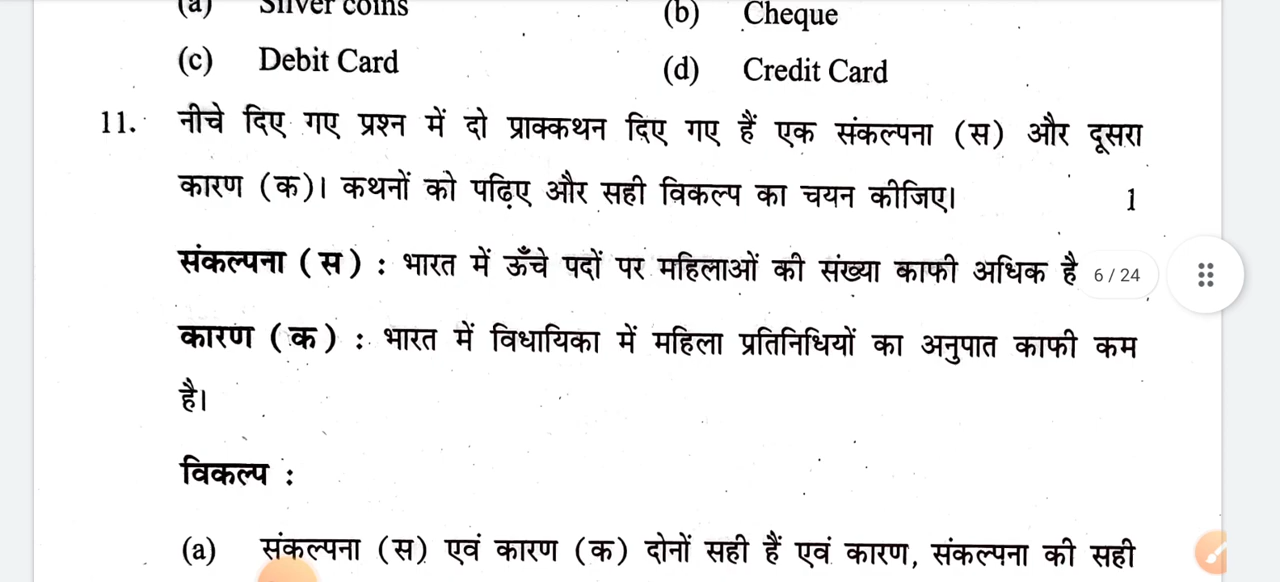 (a) Silver coins (b) Cheque
(c) Debit Card (d) Credit Card
11. नीचे दिए गए प्रश्न में दो प्राक्कथन दिए गए हैं एक संकल्पना (स) और दूसरा
कारण (क)। कथनों को पढ़िए और सही विकल्प का चयन कीजिए। 1
संकल्पना (स) : भारत में ऊँचे पदों पर महिलाओं की संख्या काफी अधिक है
6 / 24
कारण (क) : भारत में विधायिका में महिला प्रतिनिधियों का अनुपात काफी कम
है।
विकल्प :
(a) संकल्पना (स) एवं कारण (क) दोनों सही हैं एवं कारण, संकल्पना की सही